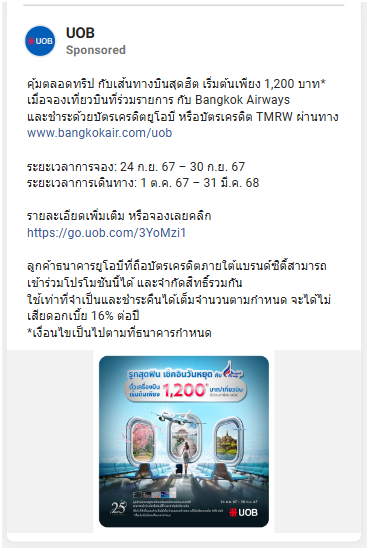 UOB
UOB
Sponsored
คุ้มตลอดทริป กับเส้นทางบินสุดฮิต เริ่มต้นเพียง 1,200 บาท*
เมื่อจองเที่ยวบินที่ร่วมรายการ กับ Bangkok Airways
และชำระด้วยบัตรเครดิตยูโอบี หรือบัตรเครดิต TMRW ผ่านทาง
www.bangkokair.com/uob
ระยะเวลาการจอง: 24 ก.ย. 67 – 30 ก.ย. 67
ระยะเวลาการเดินทาง: 1 ต.ค. 67 – 31 มี.ค. 68
รายละเอียดเพิ่มเติม หรือจองเลยคลิก
https://go.uob.com/3YoMzi1
ลูกค้าธนาคารยูโอบีที่ถือบัตรเครดิตภายใต้แบรนด์ซิตี้สามารถ
เข้าร่วมโปรโมชันนี้ได้ และจำกัดสิทธิ์รวมกัน
ใช้เท่าที่จำเป็นและชำระคืนได้เต็มจำนวนตามกำหนด จะได้ไม่
เสียดอกเบี้ย 16% ต่อปี
*เงื่อนไขเป็นไปตามที่ธนาคารกำหนด
รูดสุดฟิน เช็คอินวันหยุด กับ
ตั๋วเครื่องบิน
เริ่มต้นเพียง 1,200* บาท/เที่ยวบิน
25
24 ก.ย. 67 - 30 ก.ย. 67
UOB